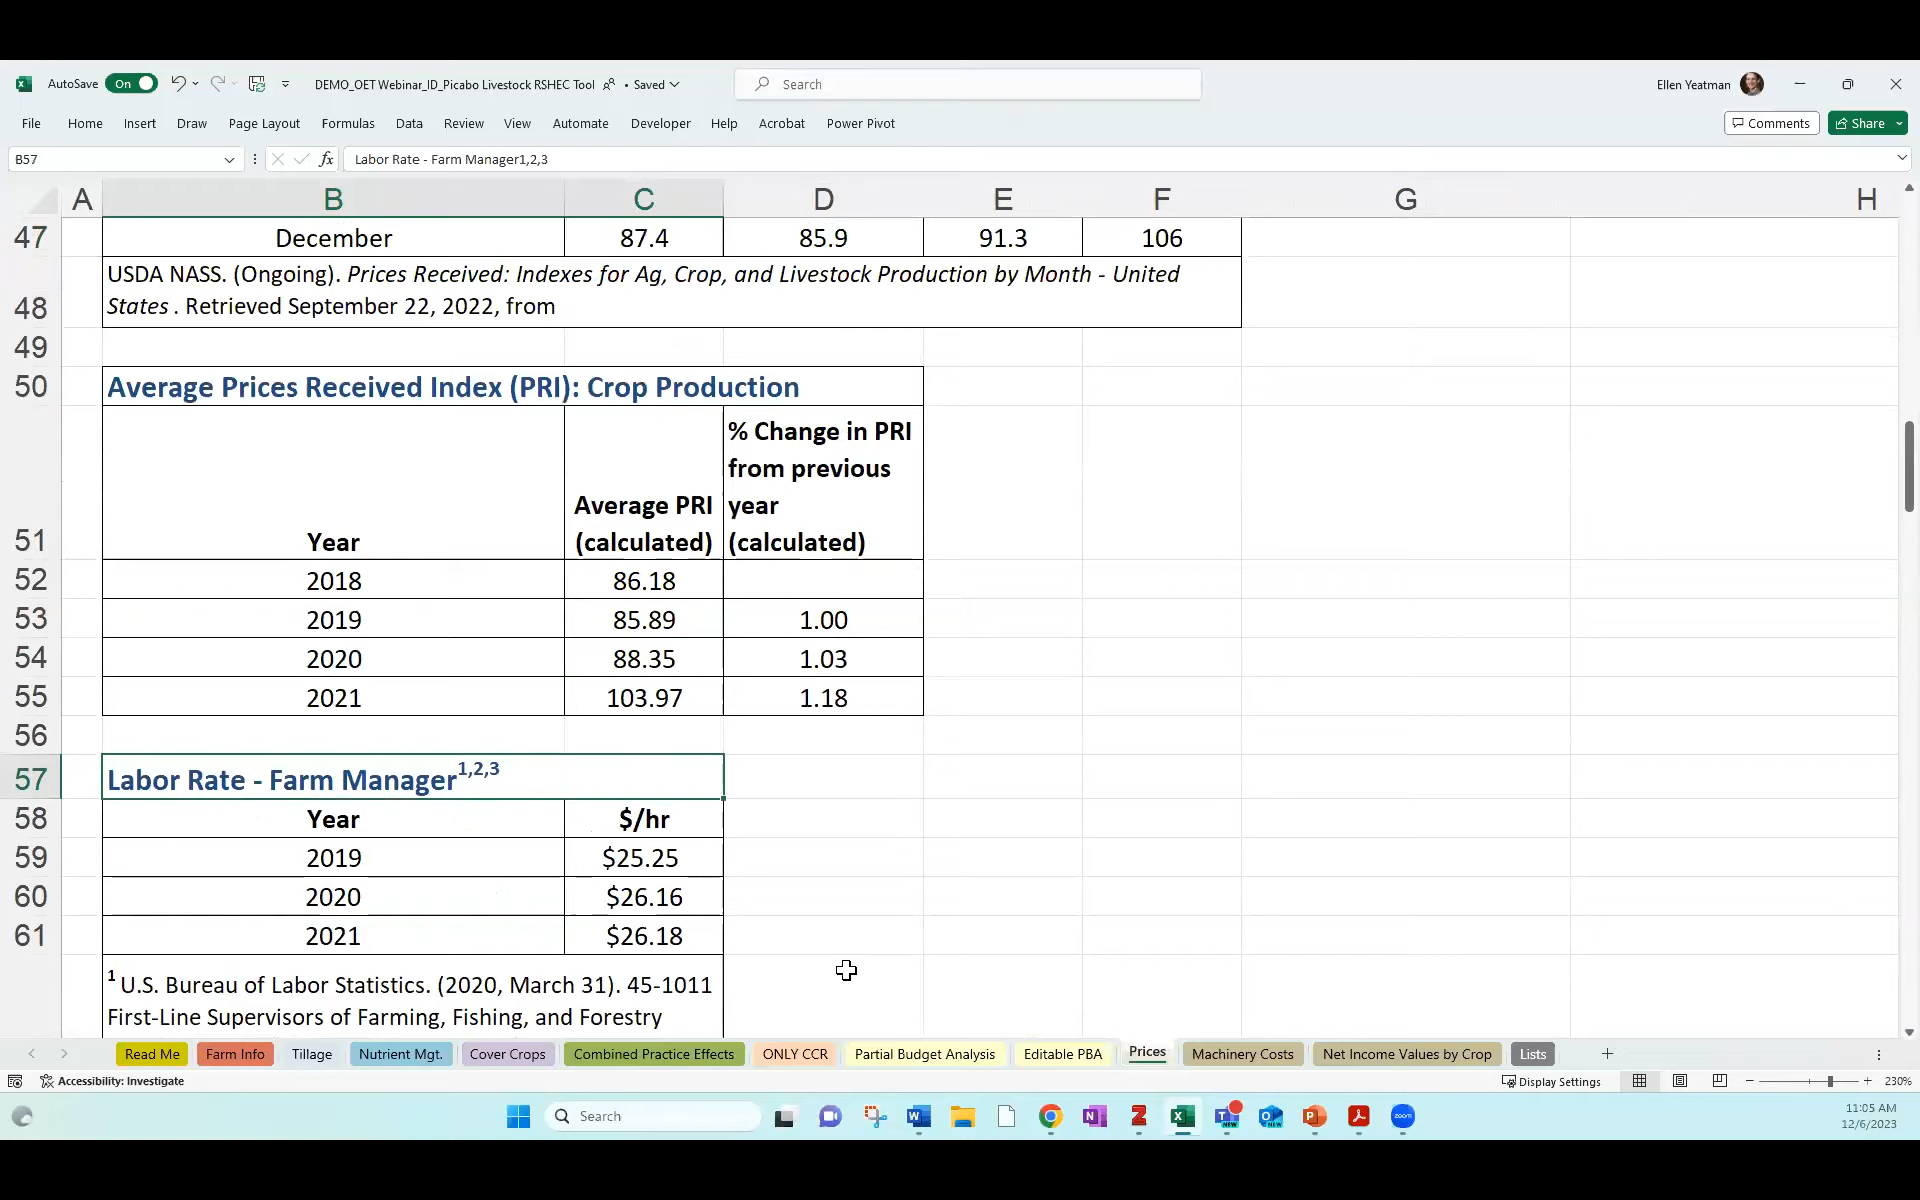 AutoSave On DEMO_OET Webinar_ID_Picabo Livestock RSHEC Tool • Saved Search Ellen Yeatman
File Home Insert Draw Page Layout Formulas Data Review View Automate Developer Help Acrobat Power Pivot Comments Share
B57 fx Labor Rate - Farm Manager1,2,3
A B C D E F G H
47 December 87.4 85.9 91.3 106
USDA NASS. (Ongoing). Prices Received: Indexes for Ag, Crop, and Livestock Production by Month - United
48 States . Retrieved September 22, 2022, from
49
50 Average Prices Received Index (PRI): Crop Production
% Change in PRI
from previous
Average PRI year
51 Year (calculated) (calculated)
52 2018 86.18
53 2019 85.89 1.00
54 2020 88.35 1.03
55 2021 103.97 1.18
56
57 Labor Rate - Farm Manager1,2,3
58 Year $/hr
59 2019 $25.25
60 2020 $26.16
61 2021 $26.18
1 U.S. Bureau of Labor Statistics. (2020, March 31). 45-1011
First-Line Supervisors of Farming, Fishing, and Forestry
Read Me Farm Info Tillage Nutrient Mgt. Cover Crops Combined Practice Effects ONLY CCR Partial Budget Analysis Editable PBA Prices Machinery Costs Net Income Values by Crop Lists
Accessibility: Investigate Display Settings 230%
Search
11:05 AM
12/6/2023